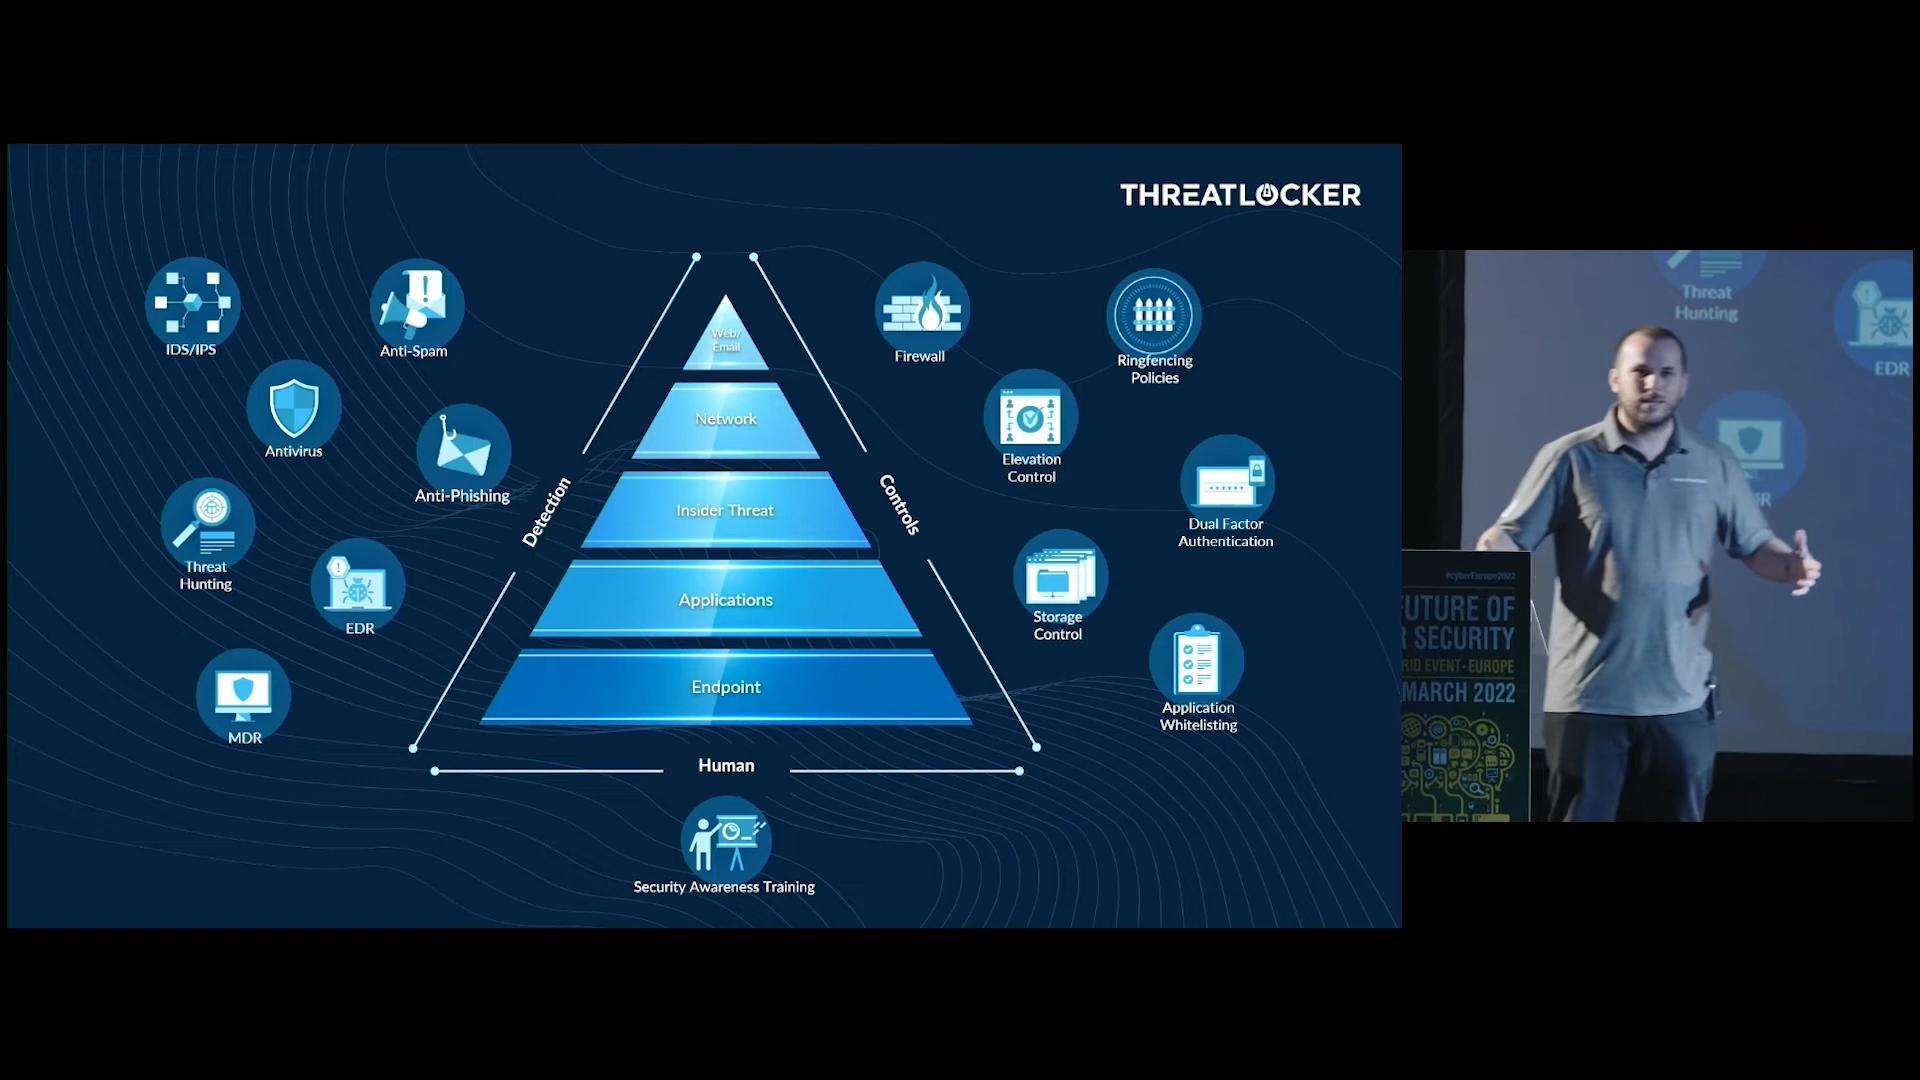 THREATLOCKER
IDS/IPS
Anti-Spam
Antivirus
Anti-Phishing
Threat
Hunting
EDR
MDR
Detection
Web/
Email
Network
Insider Threat
Applications
Endpoint
Controls
Firewall
Ringfencing
Policies
Elevation
Control
Dual Factor
Authentication
Storage
Control
Application
Whitelisting
Human
Security Awareness Training
Threat
Hunting
EDR
#cyberEurope2022
FUTURE OF
R SECURITY
RID EVENT-EUROPE
MARCH 2022